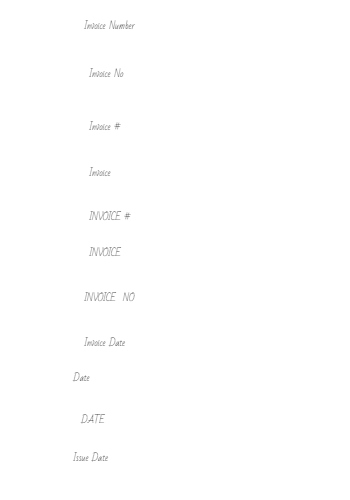 Invoice Number
Invoice No
Invoice #
Invoice
INVOICE #
INVOICE
INVOICE NO
Invoice Date
Date
DATE
Issue Date